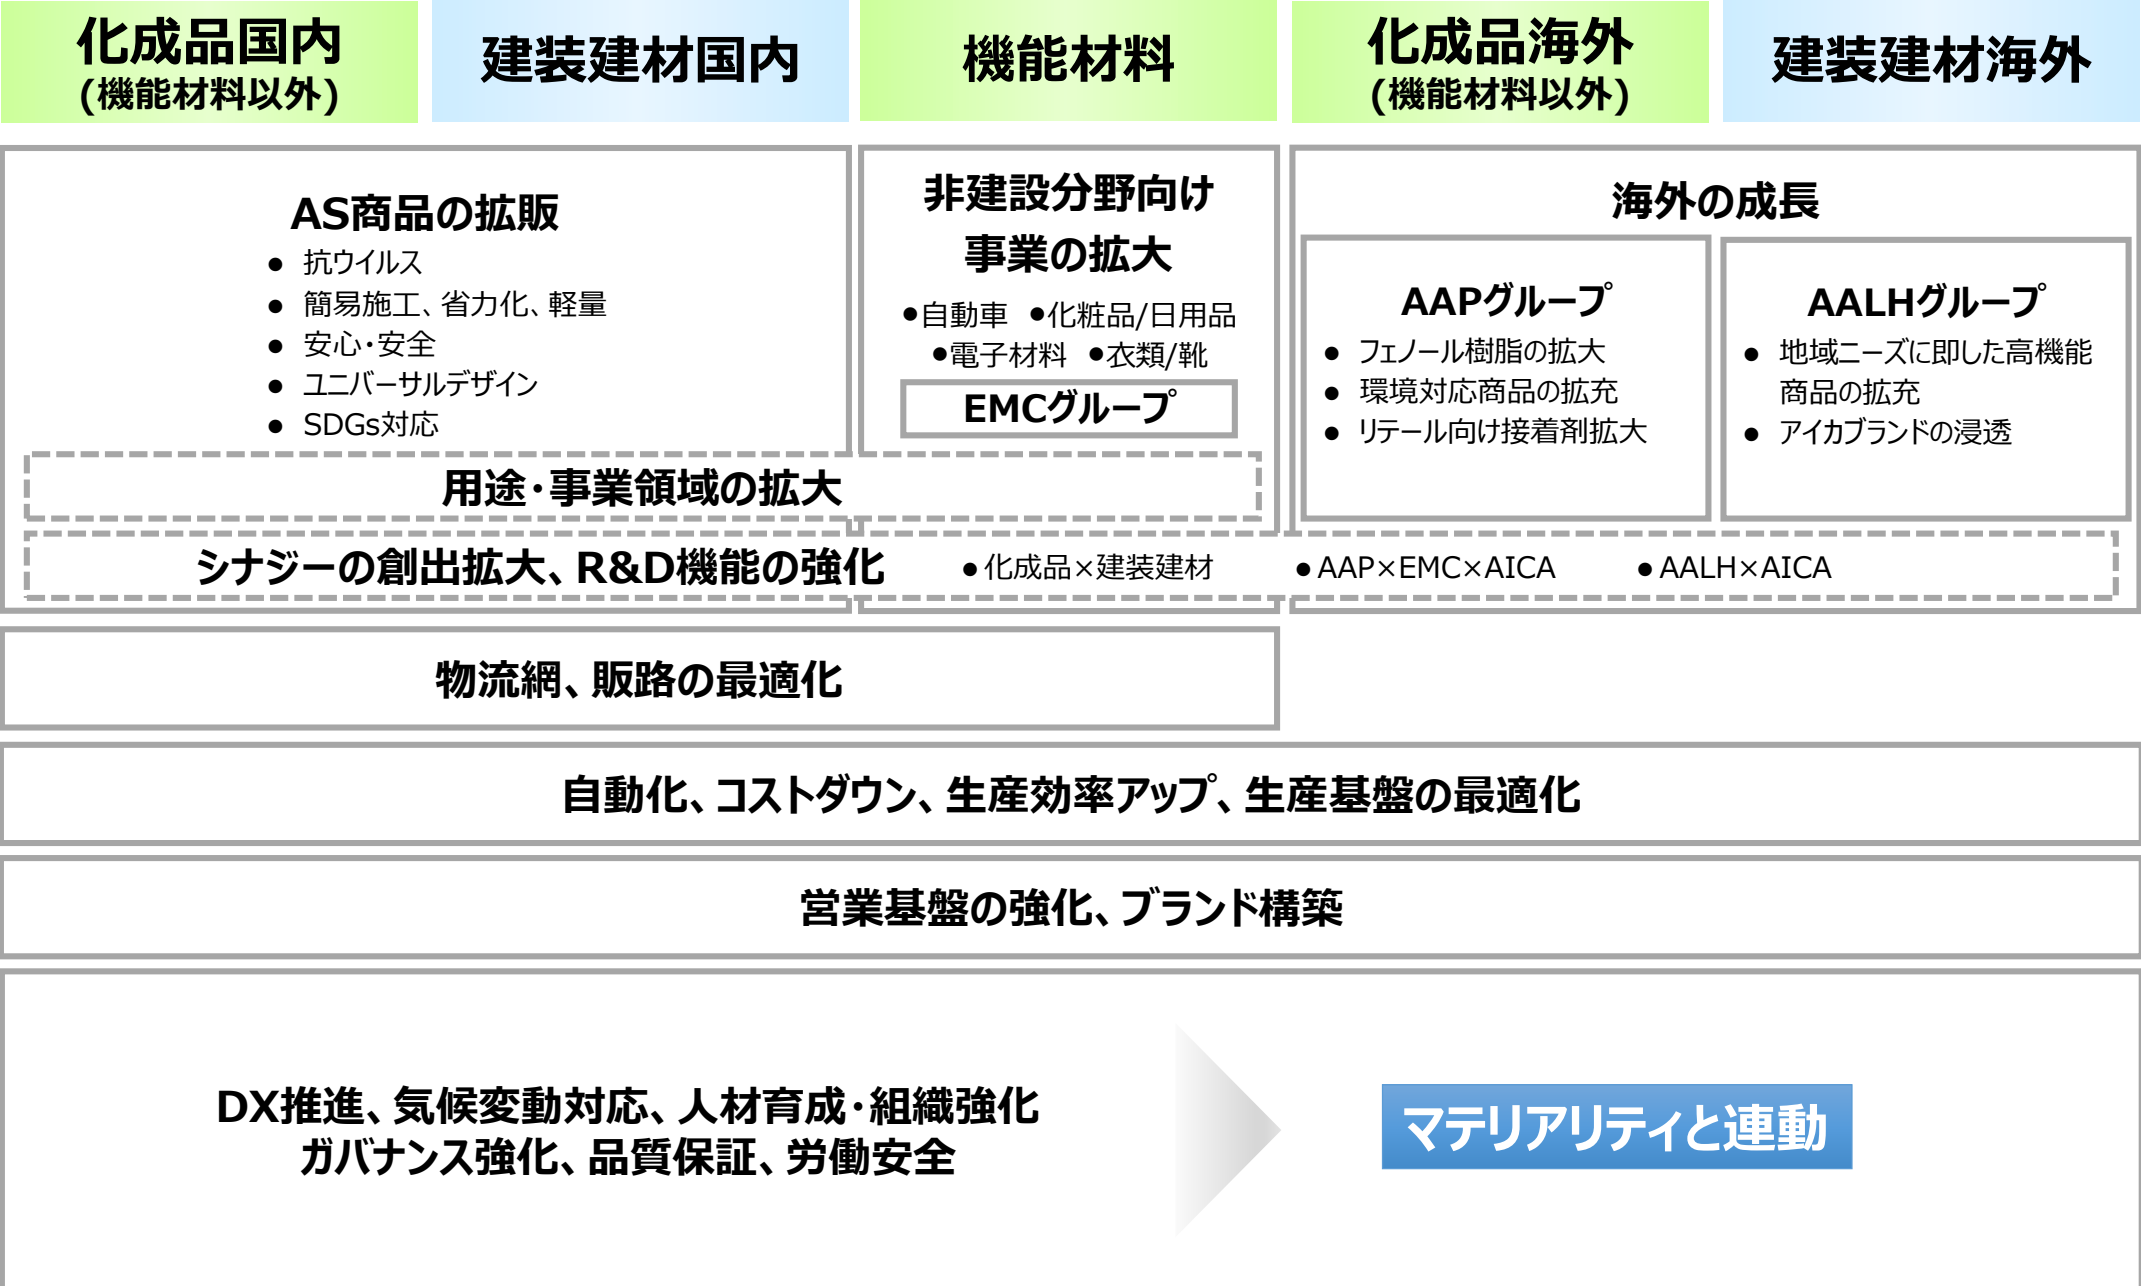 化成品国内
(機能材料以外)
建装建材国内
機能材料
化成品海外
(機能材料以外)
建装建材海外
AS商品の拡販
● 抗ウイルス
● 簡易施工、省力化、軽量
● 安心・安全
● ユニバーサルデザイン
● SDGs対応
非建設分野向け
事業の拡大
●自動車 ●化粧品/日用品
●電子材料 ●衣類/靴
EMCグループ
海外の成長
AAPグループ
● フェノール樹脂の拡大
● 環境対応商品の拡充
● リテール向け接着剤拡大
AALHグループ
● 地域ニーズに即した高機能
商品の拡充
● アイカブランドの浸透
用途・事業領域の拡大
シナジーの創出拡大、R&D機能の強化 ●化成品×建装建材 ●AAP×EMC×AICA ●AALH×AICA
物流網、販路の最適化
自動化、コストダウン、生産効率アップ、生産基盤の最適化
営業基盤の強化、ブランド構築
DX推進、気候変動対応、人材育成・組織強化
ガバナンス強化、品質保証、労働安全
マテリアリティと連動